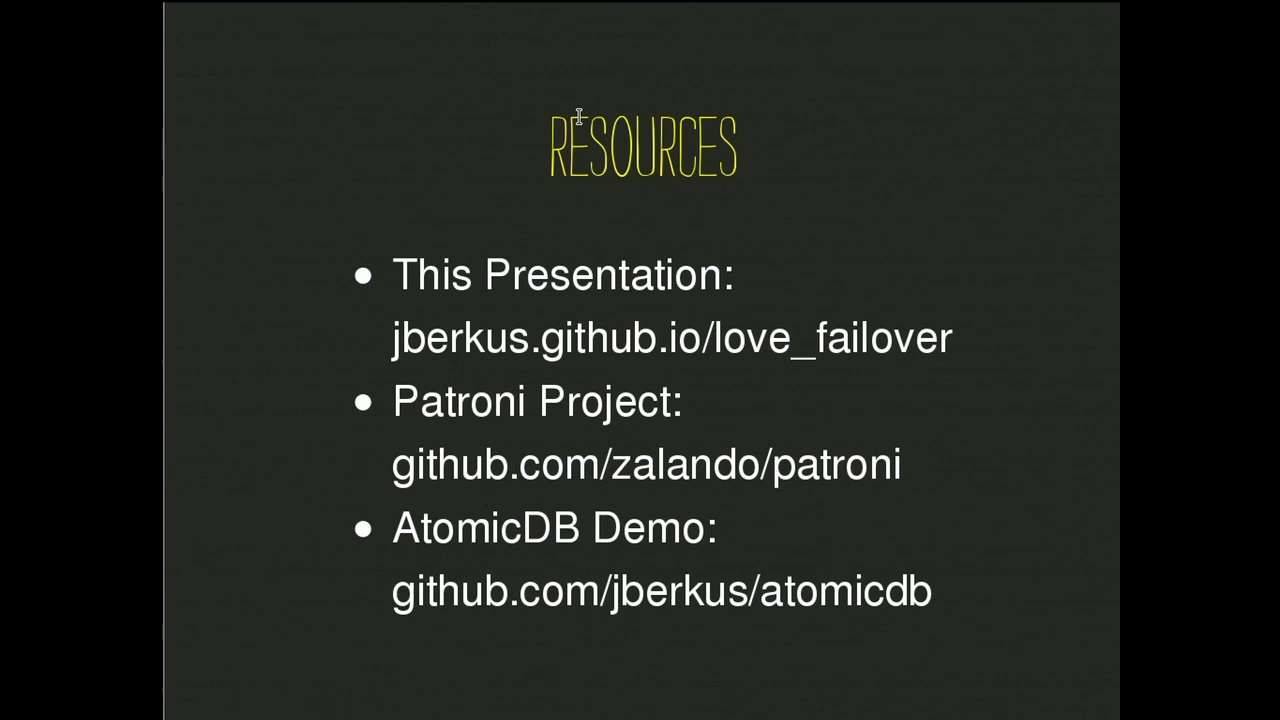 RESOURCES
This Presentation:
jberkus.github.io/love_failover
Patroni Project:
github.com/zalando/patroni
AtomicDB Demo:
github.com/jberkus/atomicdb